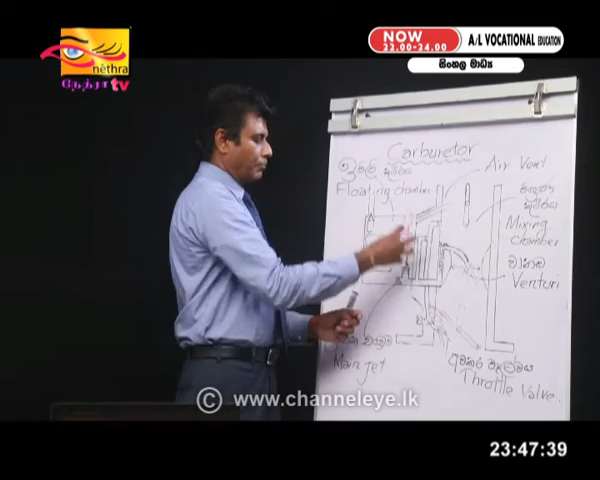 NOW
22.00-24.00
A/L VOCATIONAL EDUCATION
සිංහල මාධ්‍ය
nēthra
நேத்ரா tv
Carburetor
Air Vent
Floating chamber
Mixing
chamber
Venturi
Main jet
Throttle Valve
© www.channeleye.lk
23:47:39